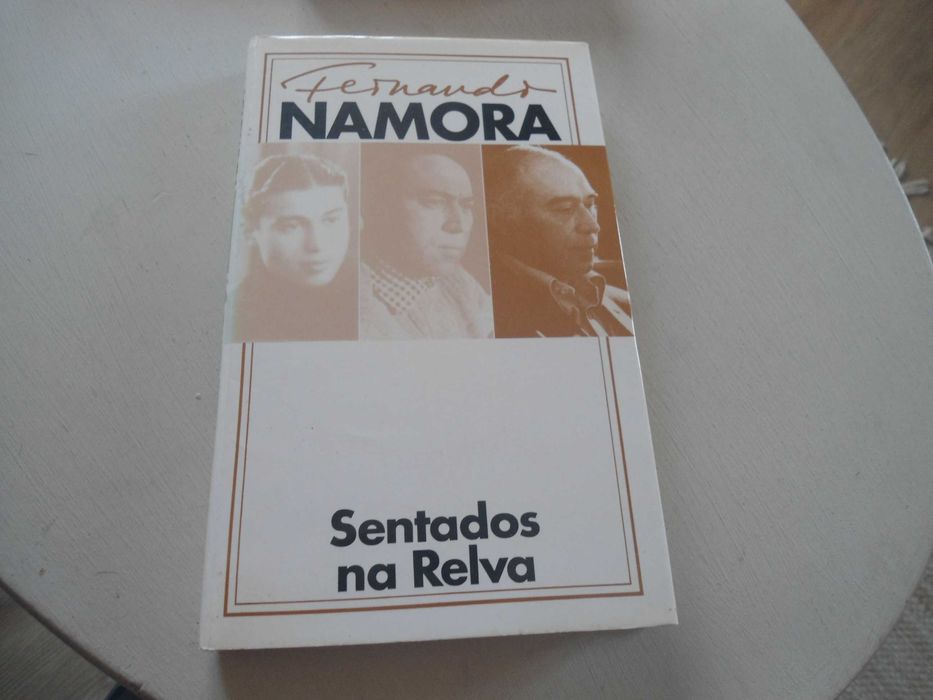 Fernando
NAMORA
Sentados
na Relva